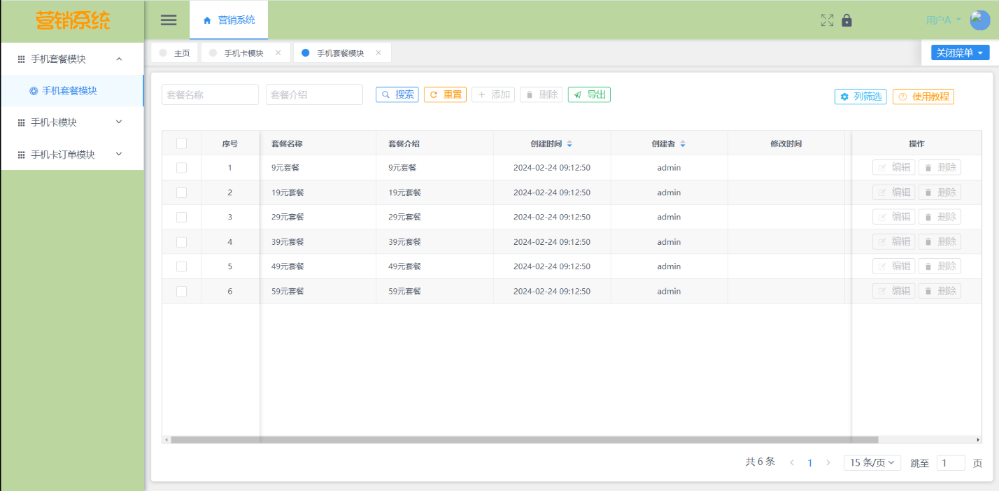 营销系统
营销系统
用户A
手机套餐模块
手机套餐模块
手机卡模块
手机卡订单模块
主页
手机卡模块
手机套餐模块
关闭菜单
套餐名称
套餐介绍
搜索
重置
添加
删除
导出
列筛选
使用教程
序号 套餐名称 套餐介绍 创建时间 创建者 修改时间 操作
1 9元套餐 9元套餐 2024-02-24 09:12:50 admin 编辑 删除
2 19元套餐 19元套餐 2024-02-24 09:12:50 admin 编辑 删除
3 29元套餐 29元套餐 2024-02-24 09:12:50 admin 编辑 删除
4 39元套餐 39元套餐 2024-02-24 09:12:50 admin 编辑 删除
5 49元套餐 49元套餐 2024-02-24 09:12:50 admin 编辑 删除
6 59元套餐 59元套餐 2024-02-24 09:12:50 admin 编辑 删除
共 6 条 1 15 条/页 跳至 1 页